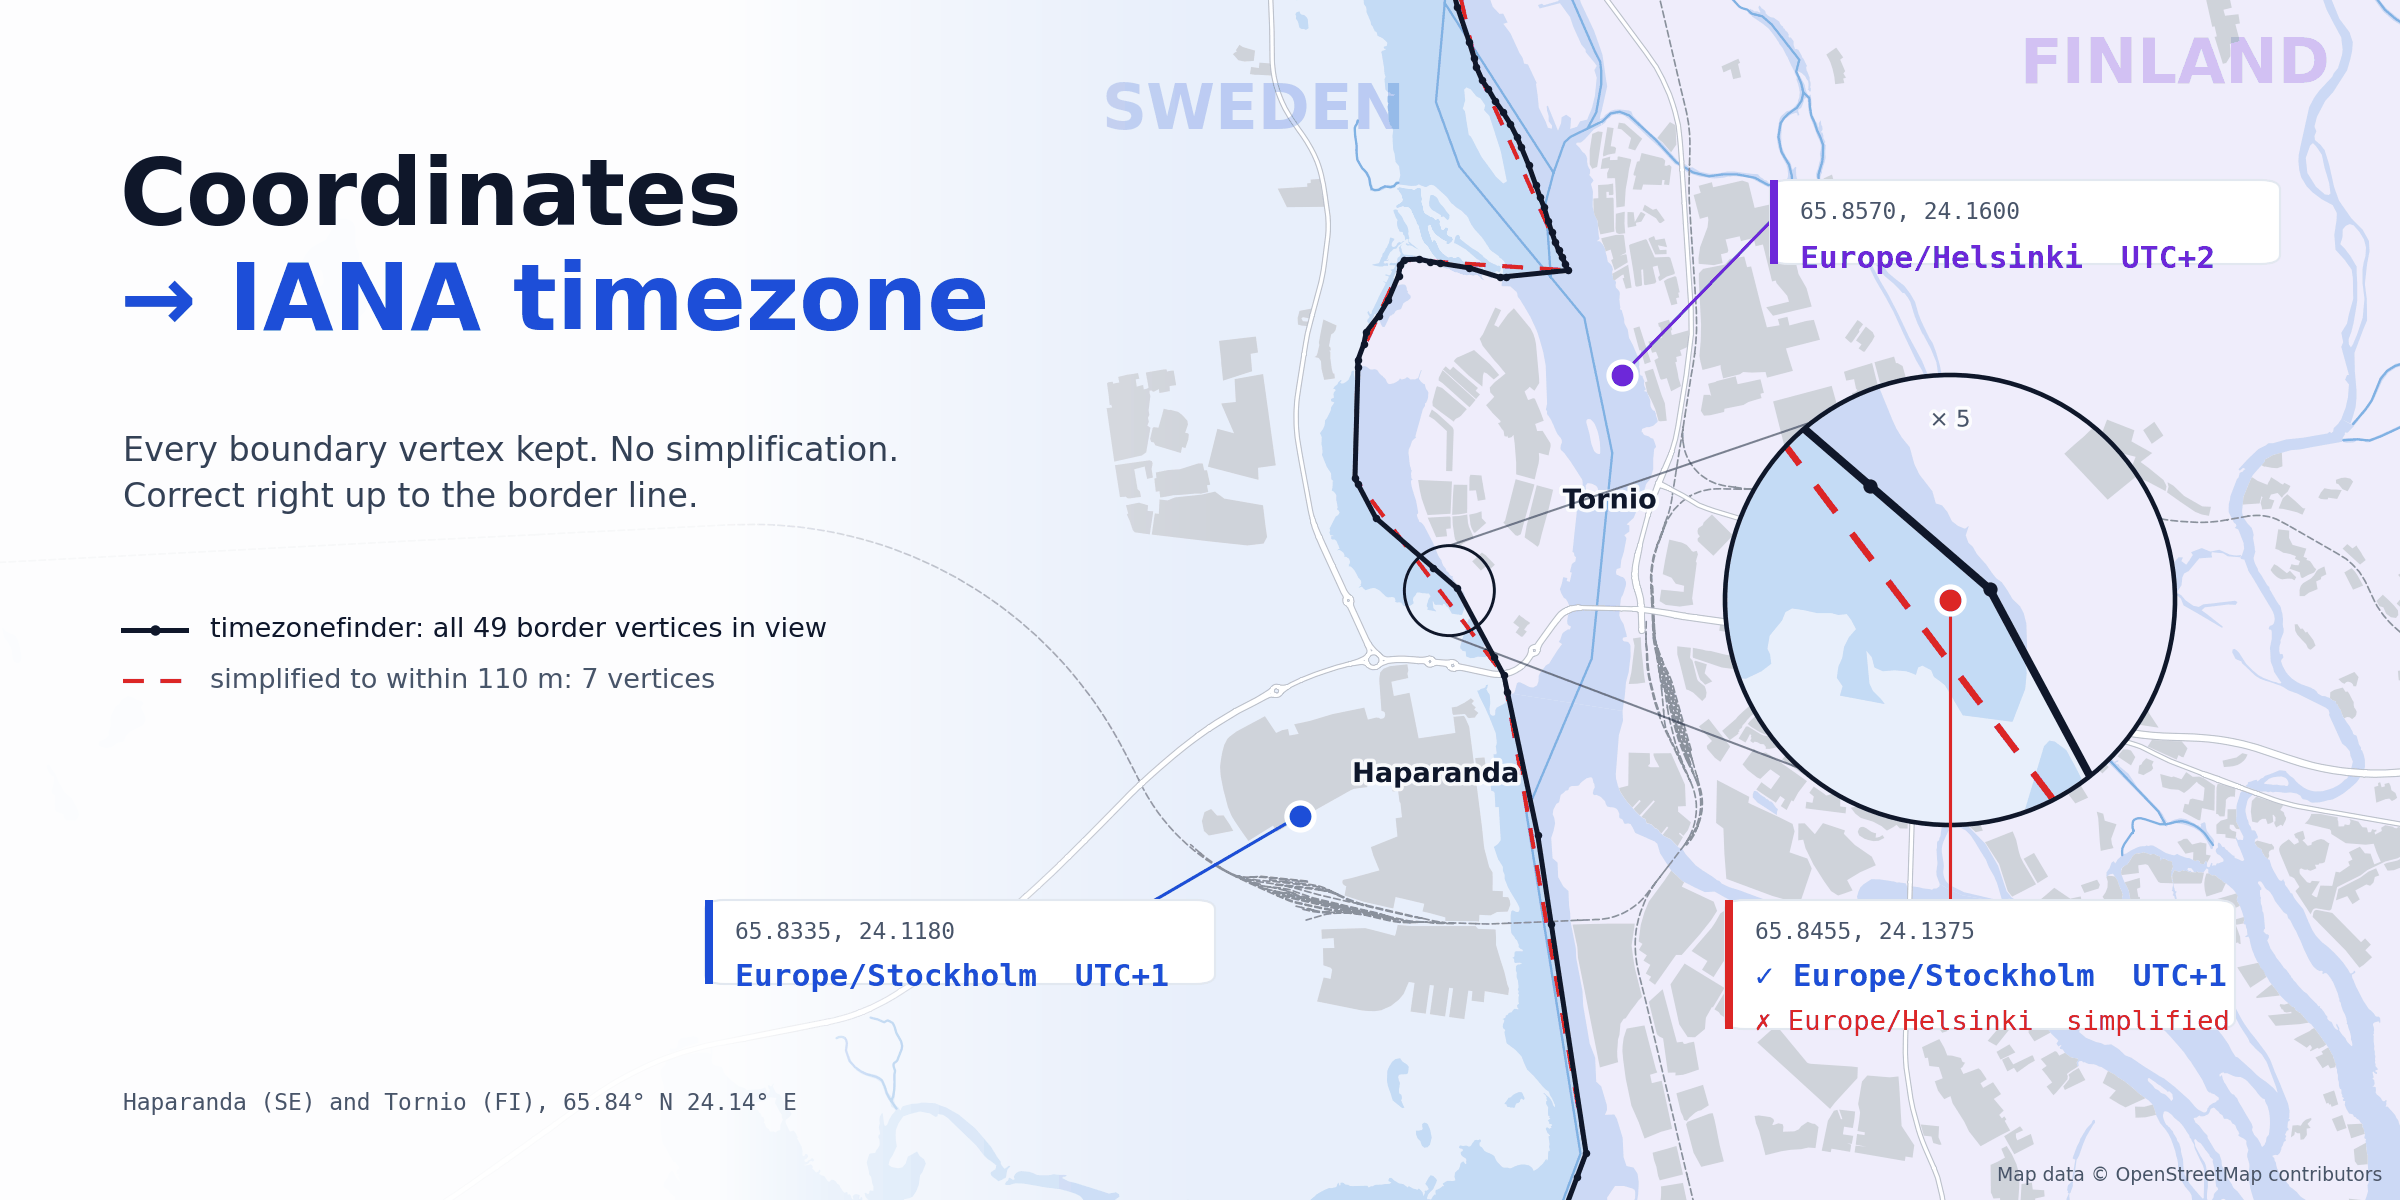 Coordinates
→ IANA timezone
Every boundary vertex kept. No simplification.
Correct right up to the border line.
timezonefinder: all 49 border vertices in view
simplified to within 110 m: 7 vertices
Haparanda (SE) and Tornio (FI), 65.84° N 24.14° E
SWEDEN
FINLAND
65.8570, 24.1600
Europe/Helsinki UTC+2
× 5
Tornio
Haparanda
65.8335, 24.1180
Europe/Stockholm UTC+1
65.8455, 24.1375
✓ Europe/Stockholm UTC+1
✗ Europe/Helsinki simplified
Map data © OpenStreetMap contributors